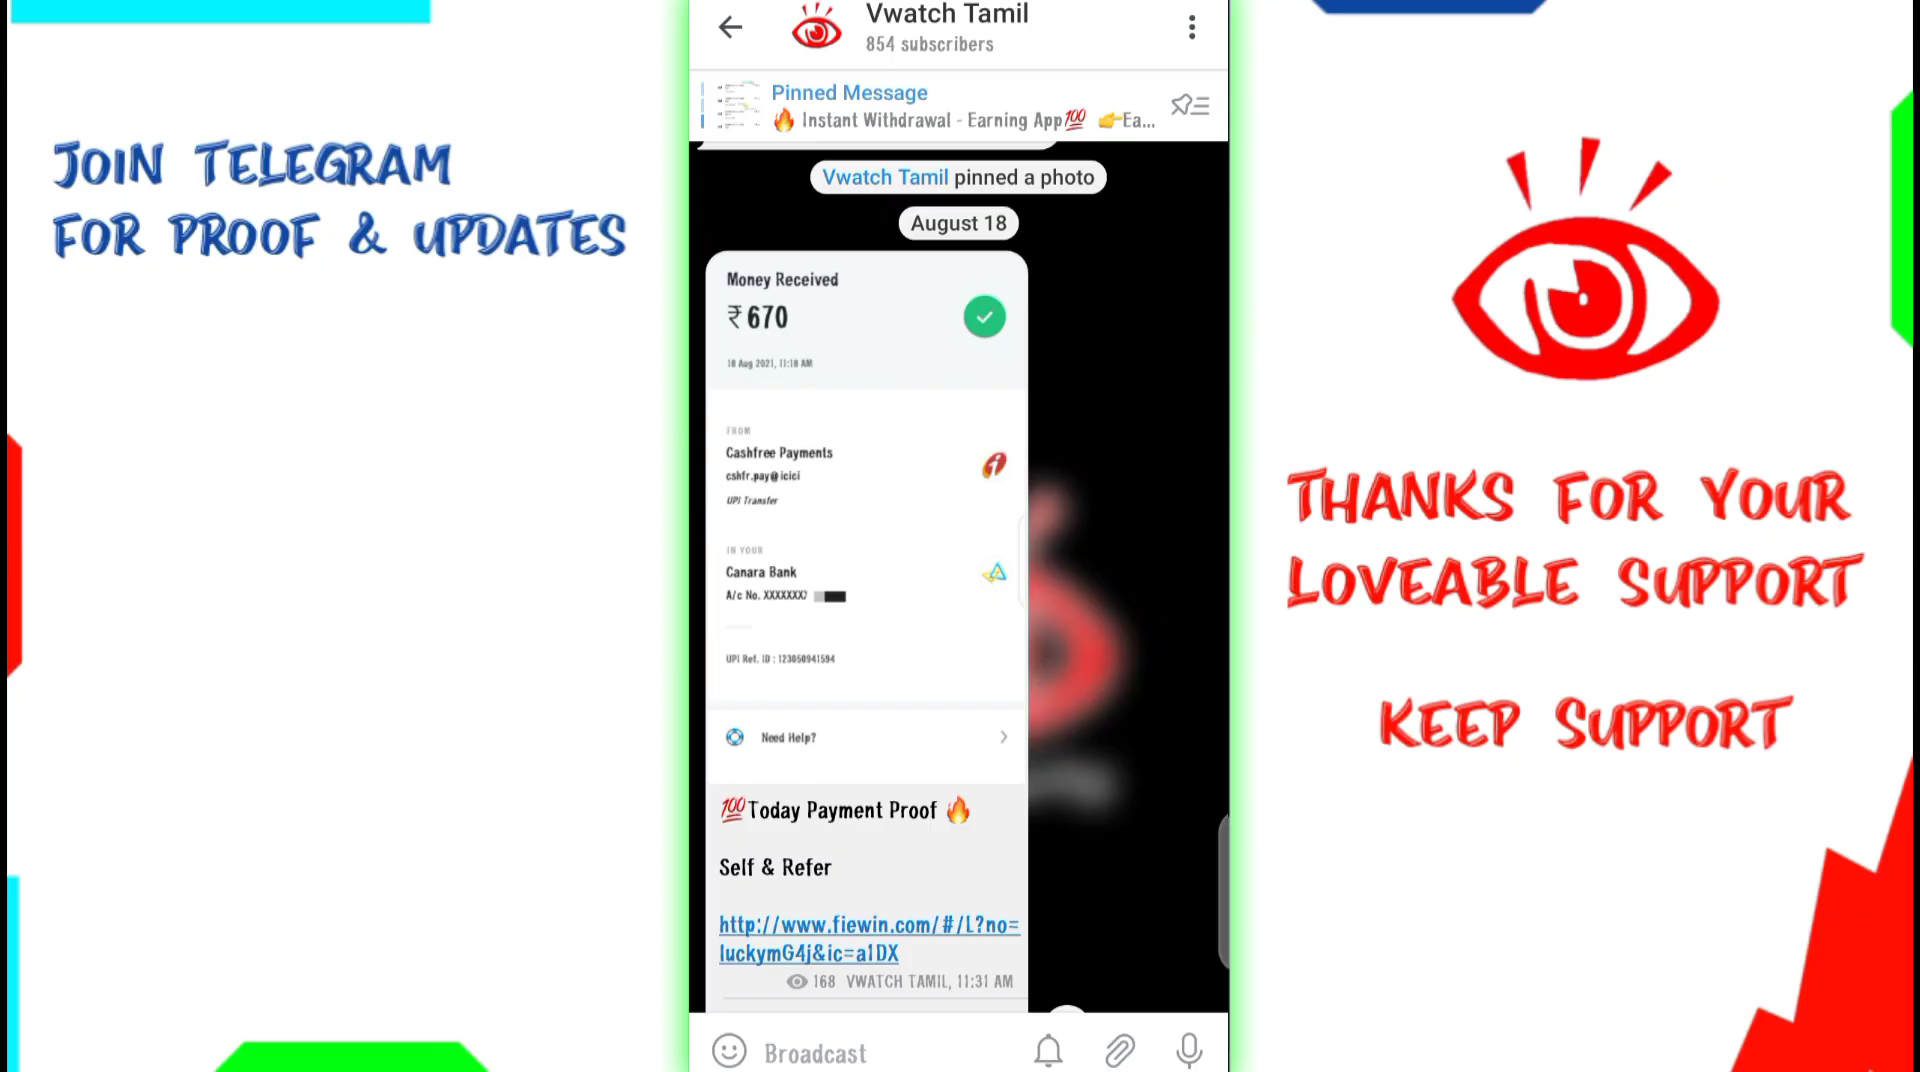 JOIN TELEGRAM
FOR PROOF & UPDATES
Vwatch Tamil
854 subscribers
Pinned Message
🔥 Instant Withdrawal - Earning App💯 👉Ea...
Vwatch Tamil pinned a photo
August 18
Money Received
₹670
18 Aug 2021, 11:18 AM
FROM
Cashfree Payments
cshfr.pay@icici
UPI Transfer
IN YOUR
Canara Bank
A/c No. XXXXXXX
UPI Ref. ID : 123050941594
Need Help?
💯Today Payment Proof 🔥
Self & Refer
http://www.fiewin.com/#/L?no=
luckymG4j&ic=a1DX
168 VWATCH TAMIL, 11:31 AM
Broadcast
THANKS FOR YOUR
LOVEABLE SUPPORT
KEEP SUPPORT